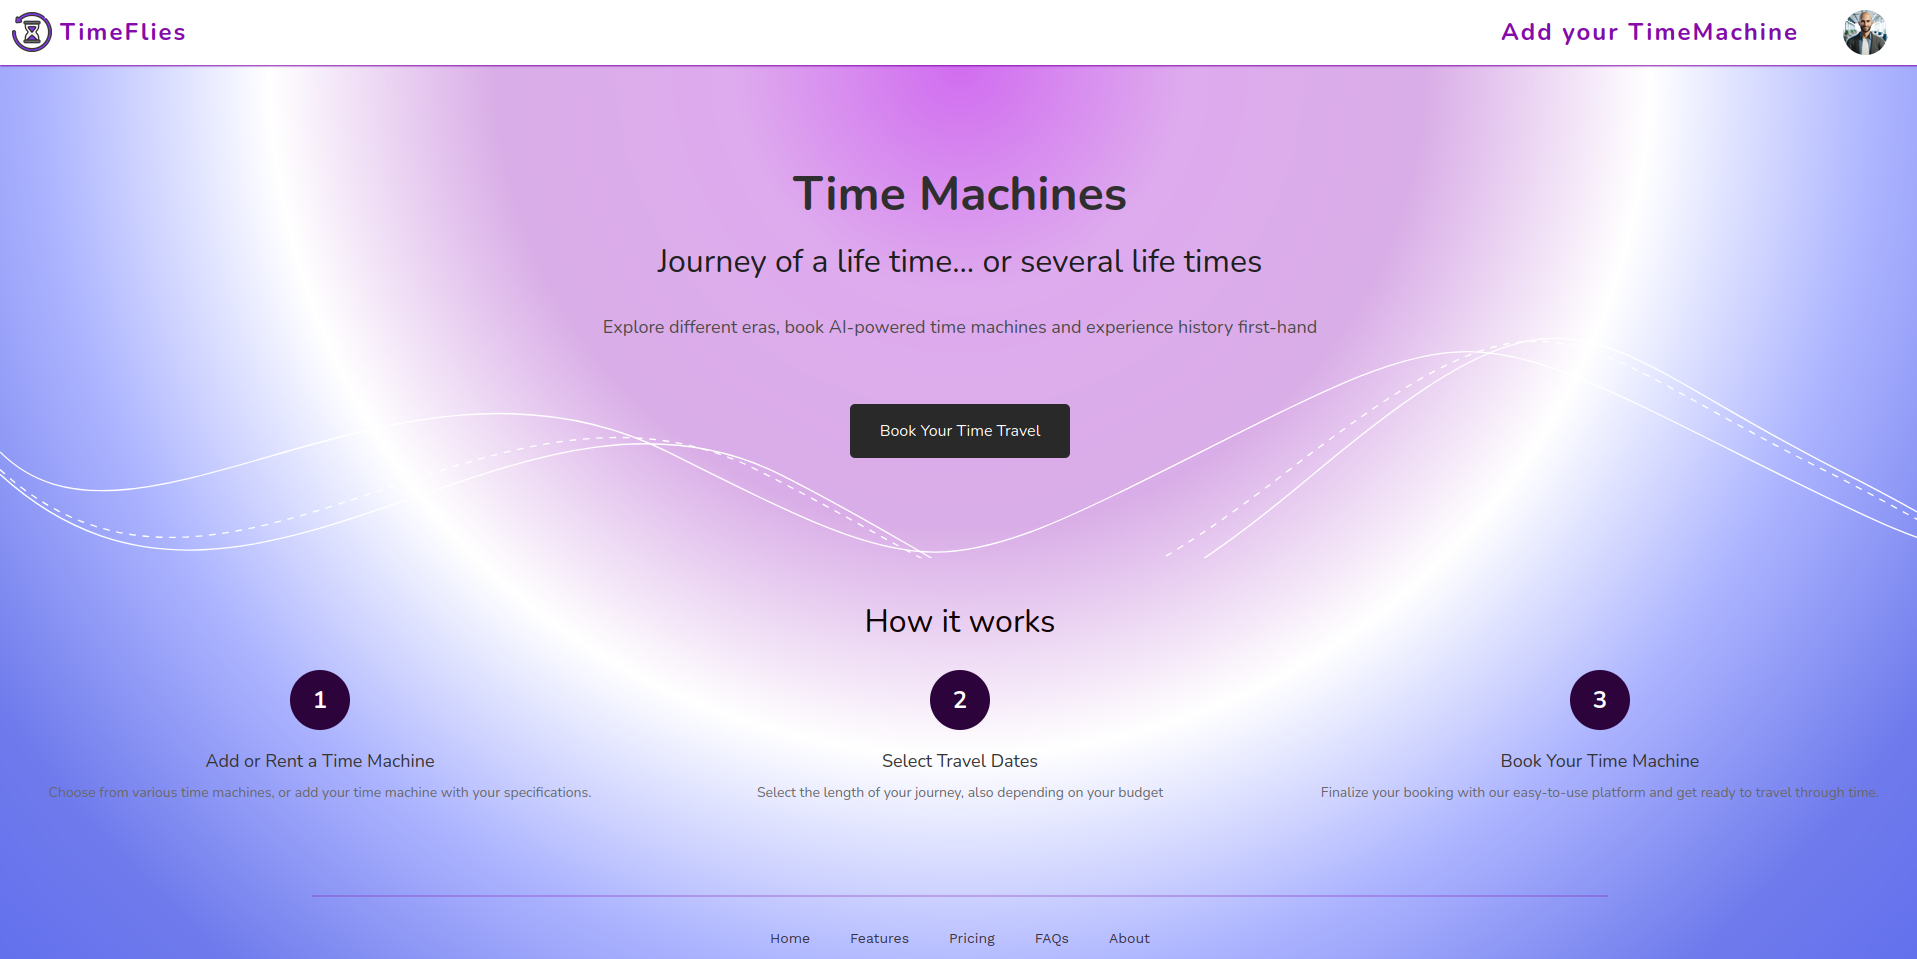 TimeFlies
Add your TimeMachine
Time Machines
Journey of a life time... or several life times
Explore different eras, book AI-powered time machines and experience history first-hand
Book Your Time Travel
How it works
1
Add or Rent a Time Machine
Choose from various time machines, or add your time machine with your specifications.
2
Select Travel Dates
Select the length of your journey, also depending on your budget
3
Book Your Time Machine
Finalize your booking with our easy-to-use platform and get ready to travel through time.
Home Features Pricing FAQs About